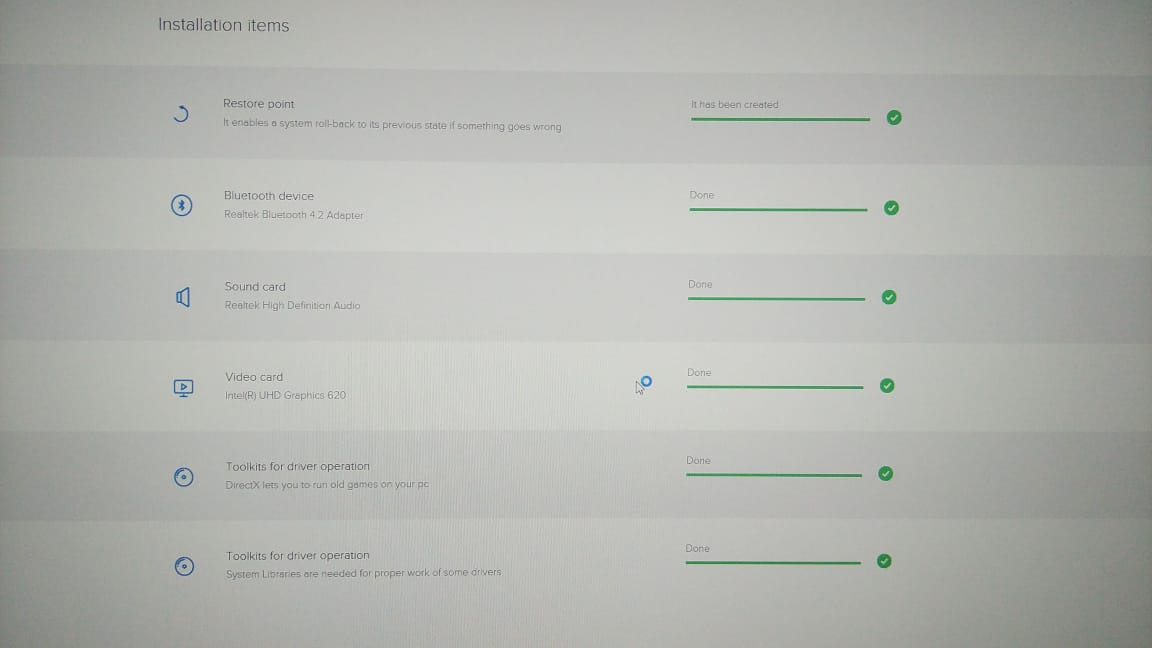 Installation items
Restore point
It enables a system roll-back to its previous state if something goes wrong
It has been created
Bluetooth device
Realtek Bluetooth 4.2 Adapter
Done
Sound card
Realtek High Definition Audio
Done
Video card
Intel(R) UHD Graphics 620
Done
Toolkits for driver operation
DirectX lets you to run old games on your pc
Done
Toolkits for driver operation
System Libraries are needed for proper work of some drivers
Done